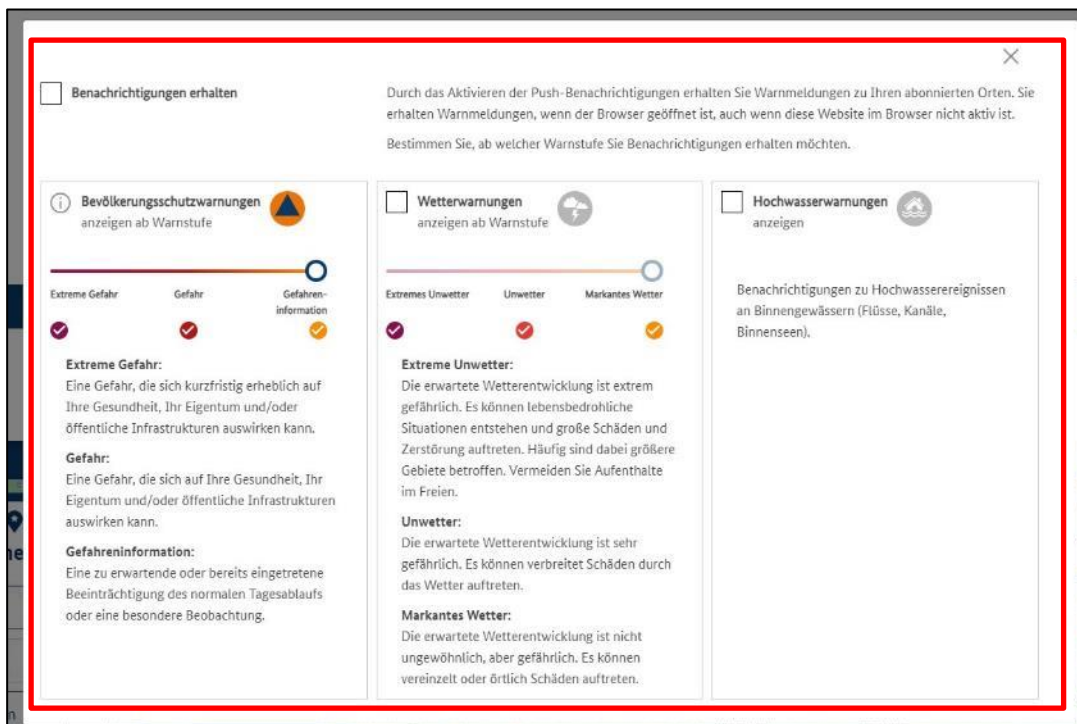 Benachrichtigungen erhalten
Durch das Aktivieren der Push-Benachrichtigungen erhalten Sie Warnmeldungen zu Ihren abonnierten Orten. Sie
erhalten Warnmeldungen, wenn der Browser geöffnet ist, auch wenn diese Website im Browser nicht aktiv ist.
Bestimmen Sie, ab welcher Warnstufe Sie Benachrichtigungen erhalten möchten.
Bevölkerungsschutzwarnungen
anzeigen ab Warnstufe
Extreme Gefahr
Gefahr
Gefahren-
information
Extreme Gefahr:
Eine Gefahr, die sich kurzfristig erheblich auf
Ihre Gesundheit, Ihr Eigentum und/oder
öffentliche Infrastrukturen auswirken kann.
Gefahr:
Eine Gefahr, die sich auf Ihre Gesundheit, Ihr
Eigentum und/oder öffentliche Infrastrukturen
auswirken kann.
Gefahreninformation:
Eine zu erwartende oder bereits eingetretene
Beeinträchtigung des normalen Tagesablaufs
oder eine besondere Beobachtung.
Wetterwarnungen
anzeigen ab Warnstufe
Extremes Unwetter
Unwetter
Markantes Wetter
Extreme Unwetter:
Die erwartete Wetterentwicklung ist extrem
gefährlich. Es können lebensbedrohliche
Situationen entstehen und große Schäden und
Zerstörung auftreten. Häufig sind dabei größere
Gebiete betroffen. Vermeiden Sie Aufenthalte
im Freien.
Unwetter:
Die erwartete Wetterentwicklung ist sehr
gefährlich. Es können verbreitet Schäden durch
das Wetter auftreten.
Markantes Wetter:
Die erwartete Wetterentwicklung ist nicht
ungewöhnlich, aber gefährlich. Es können
vereinzelt oder örtlich Schäden auftreten.
Hochwasserwarnungen
anzeigen
Benachrichtigungen zu Hochwasserereignissen
an Binnengewässern (Flüsse, Kanäle,
Binnenseen).